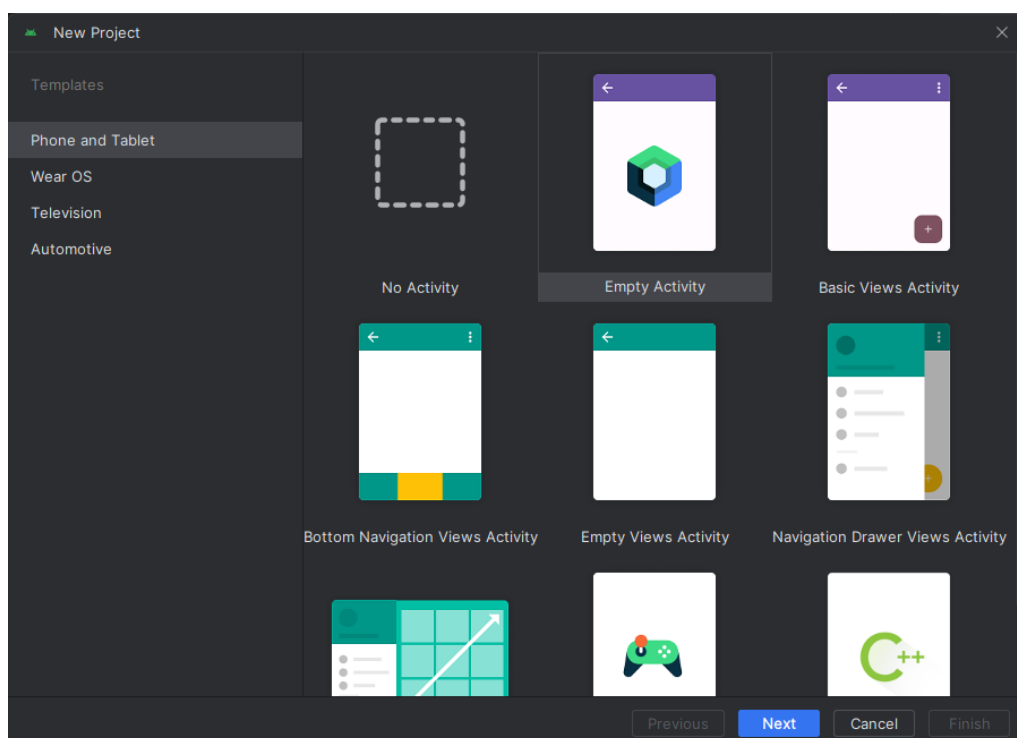 New Project
Templates
Phone and Tablet
Wear OS
Television
Automotive
No Activity
Empty Activity
Basic Views Activity
Bottom Navigation Views Activity
Empty Views Activity
Navigation Drawer Views Activity
C++
Previous
Next
Cancel
Finish